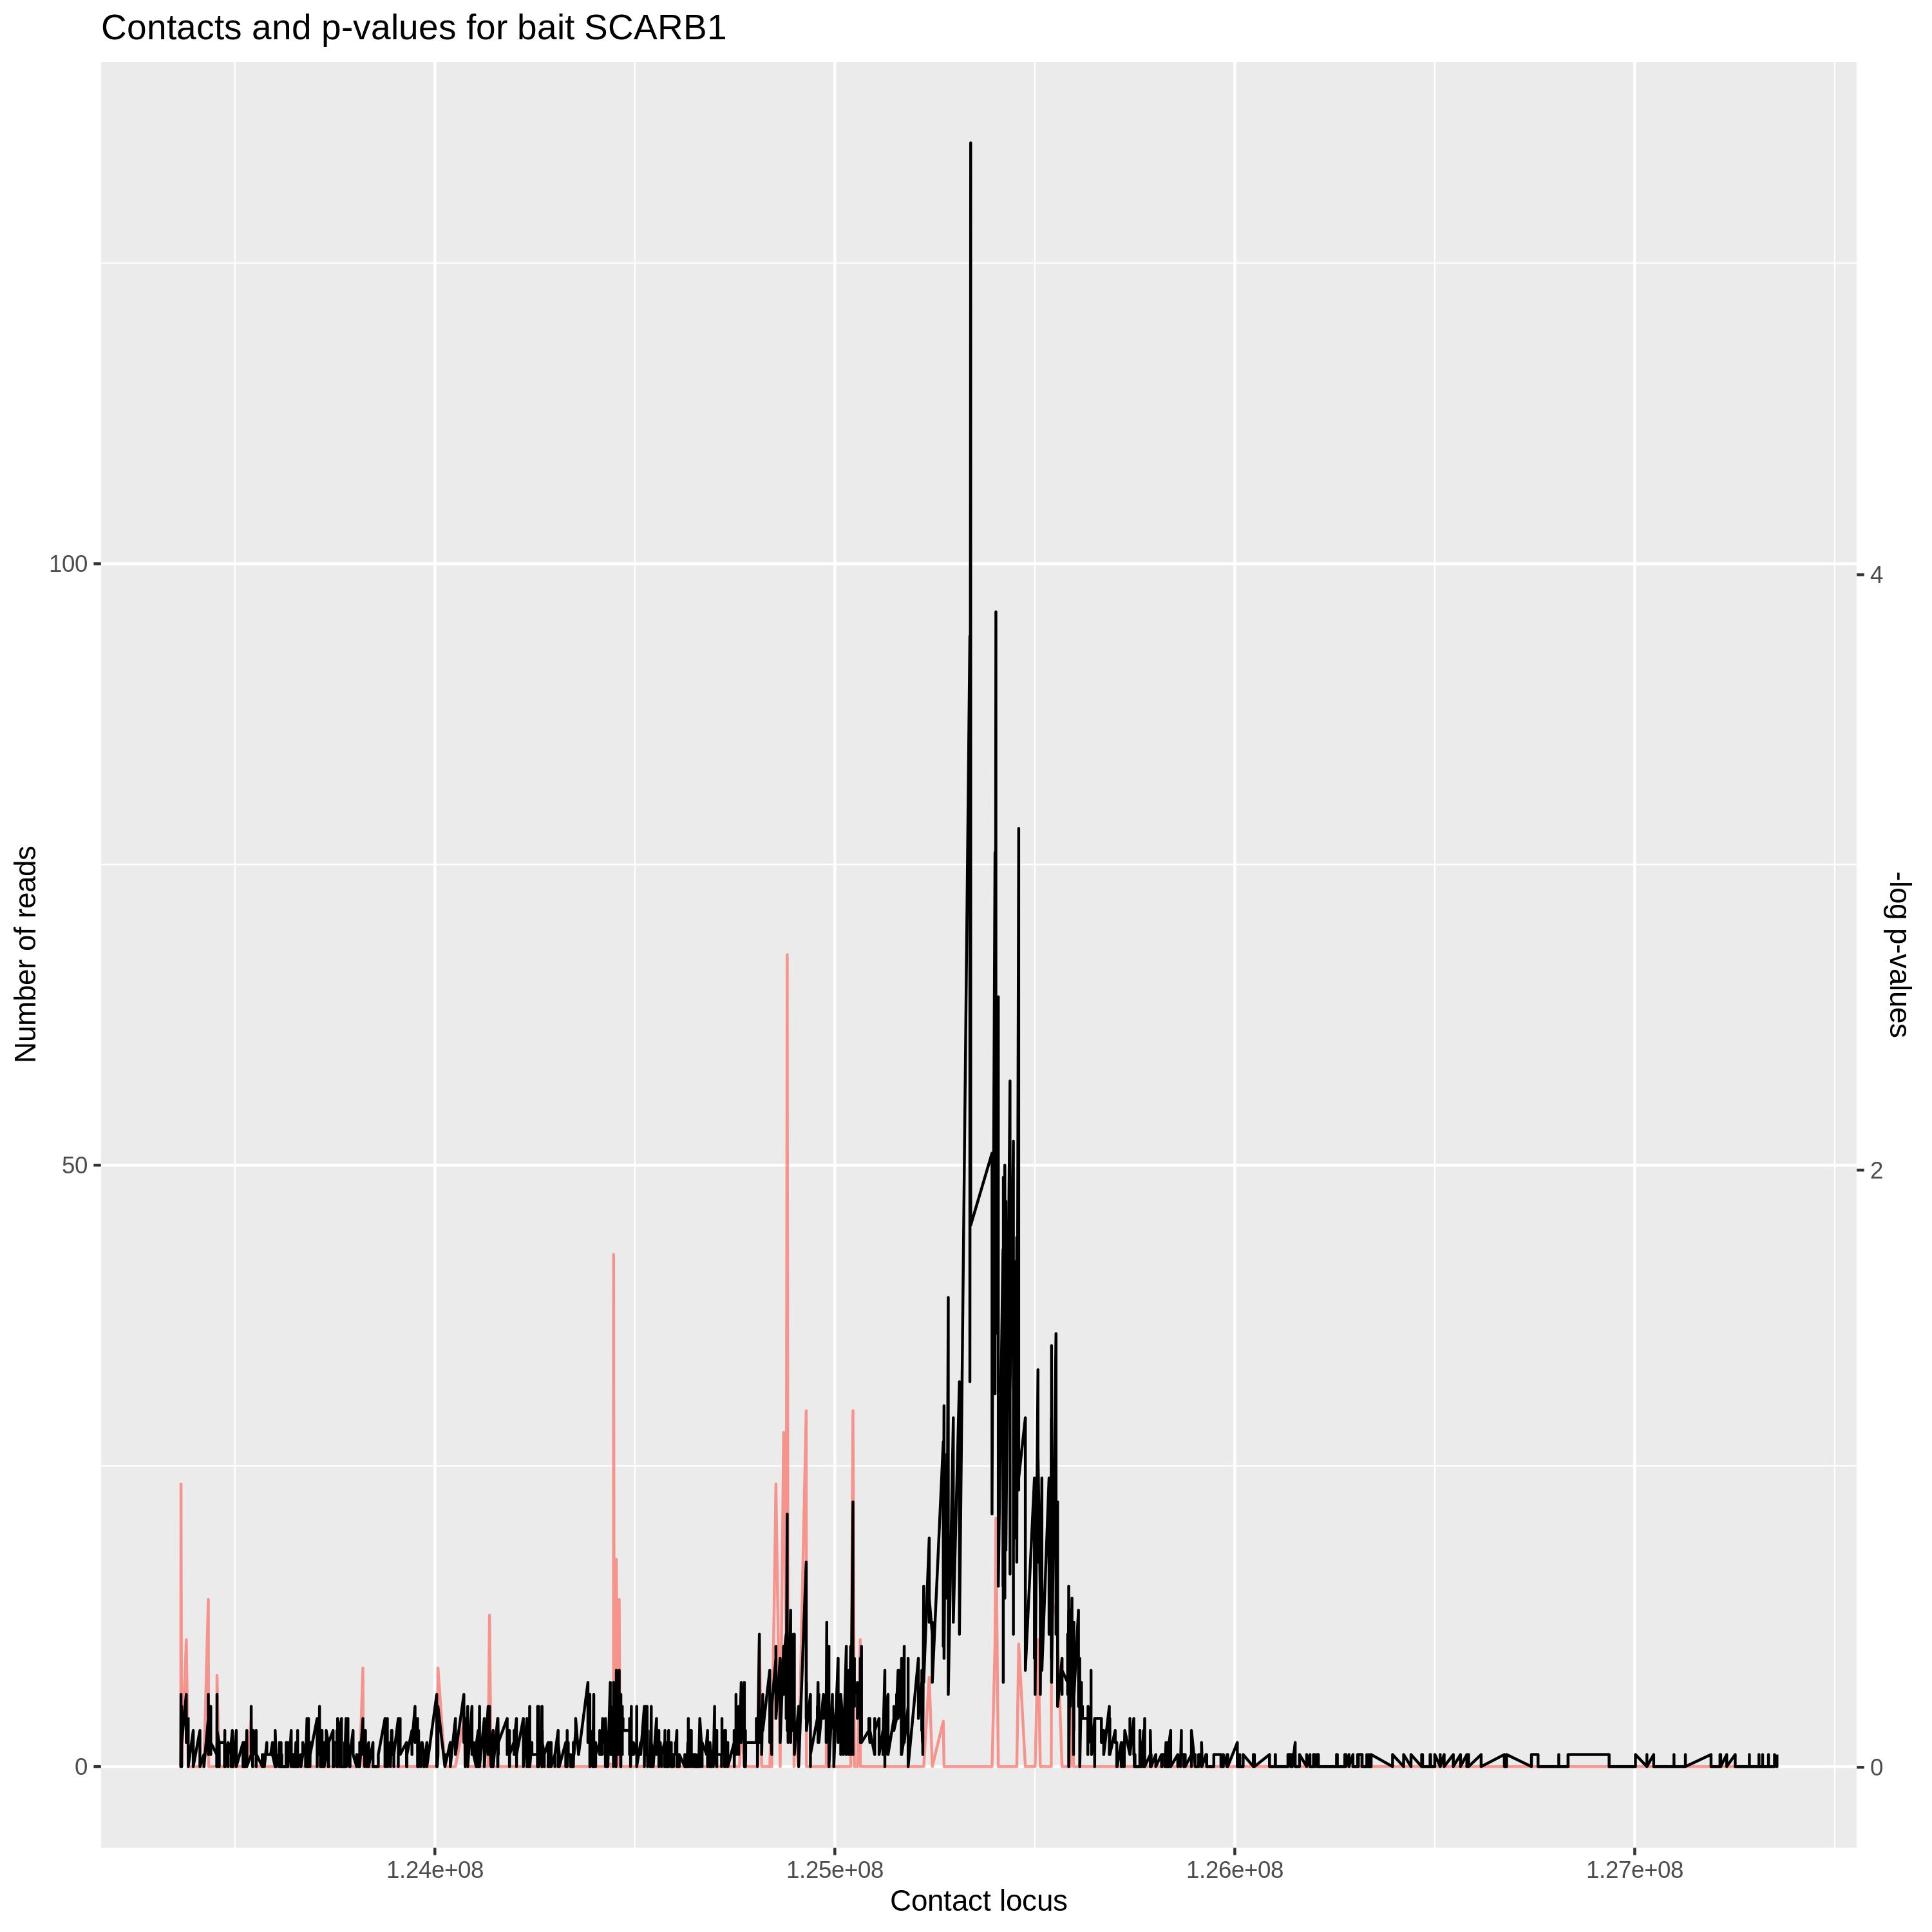 Contacts and p-values for bait SCARB1
100
50
0
Number of reads
4
2
0
-log p-values
1.24e+08 1.25e+08 1.26e+08 1.27e+08
Contact locus